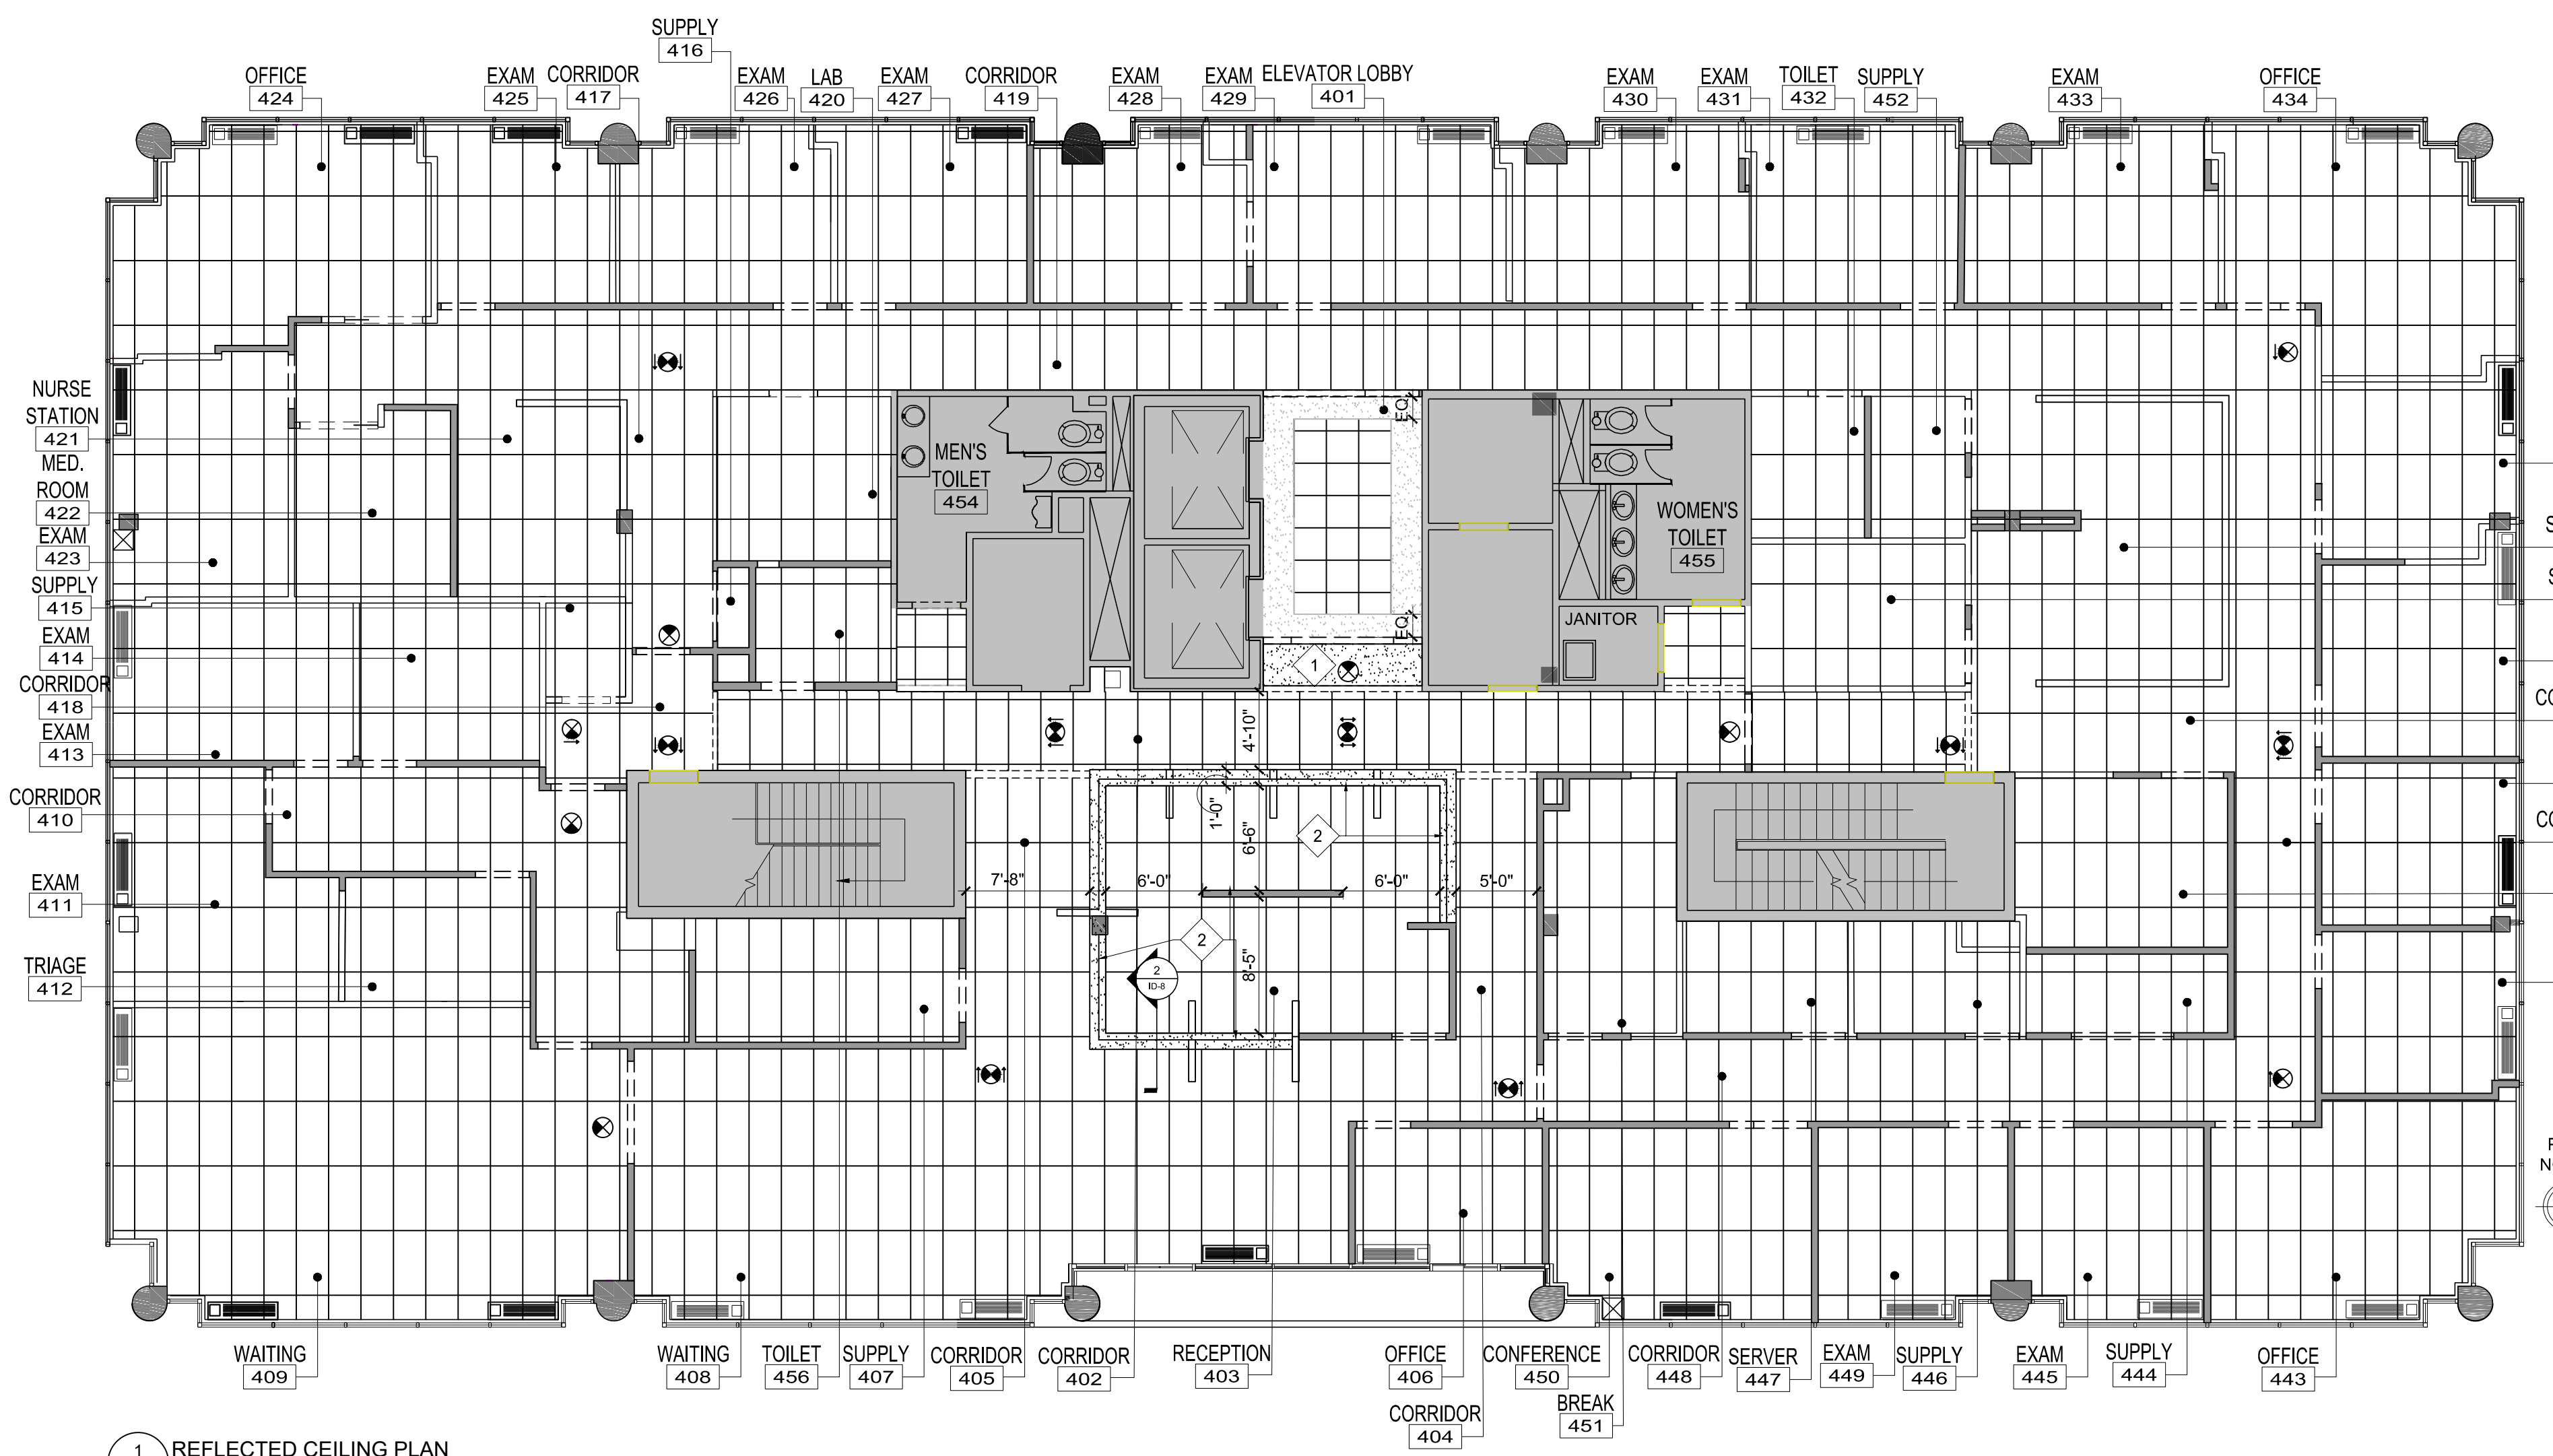 SUPPLY
416
OFFICE
424
EXAM
425
CORRIDOR
417
EXAM
426
LAB
420
EXAM
427
CORRIDOR
419
EXAM
428
EXAM
429
ELEVATOR LOBBY
401
EXAM
430
EXAM
431
TOILET
432
SUPPLY
452
EXAM
433
OFFICE
434
NURSE
STATION
421
MED.
ROOM
422
EXAM
423
SUPPLY
415
EXAM
414
CORRIDOR
418
EXAM
413
CORRIDOR
410
EXAM
411
TRIAGE
412
MEN'S
TOILET
454
EQ
EQ
1
WOMEN'S
TOILET
455
JANITOR
4'-10"
1'-0"
6'-6"
2
7'-8"
6'-0"
6'-0"
5'-0"
2
8'-5"
2
ID-8
S
S
CO
CO
WAITING
409
WAITING
408
TOILET
456
SUPPLY
407
CORRIDOR
405
CORRIDOR
402
RECEPTION
403
OFFICE
406
CORRIDOR
404
CONFERENCE
450
BREAK
451
CORRIDOR
448
SERVER
447
EXAM
449
SUPPLY
446
EXAM
445
SUPPLY
444
OFFICE
443
1
REFLECTED CEILING PLAN